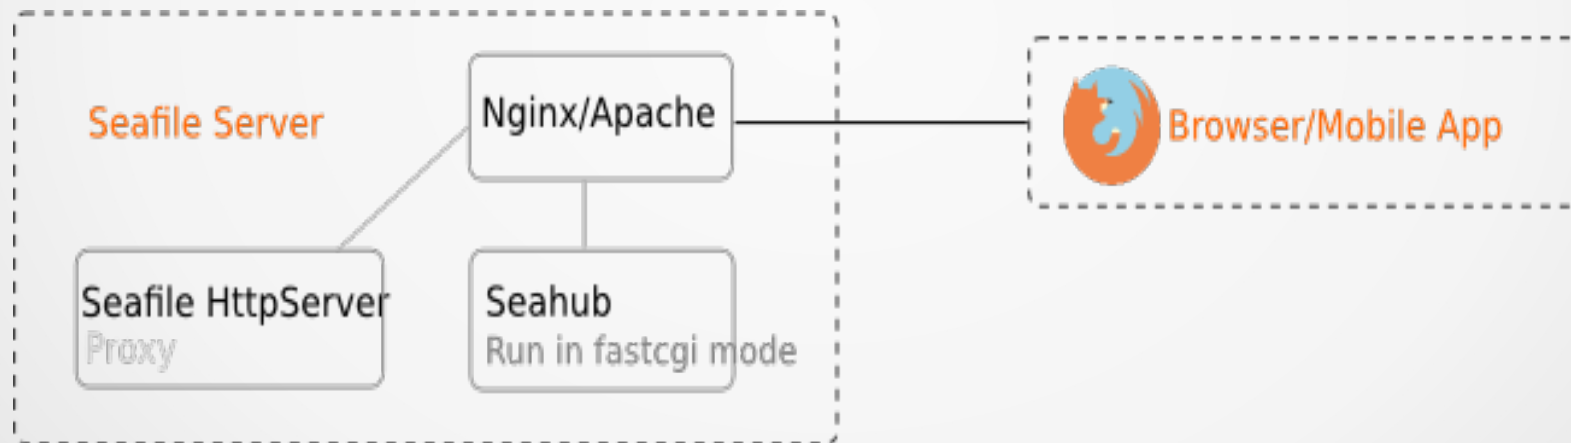 Seafile Server
Nginx/Apache
Browser/Mobile App
Seafile HttpServer
Proxy
Seahub
Run in fastcgi mode